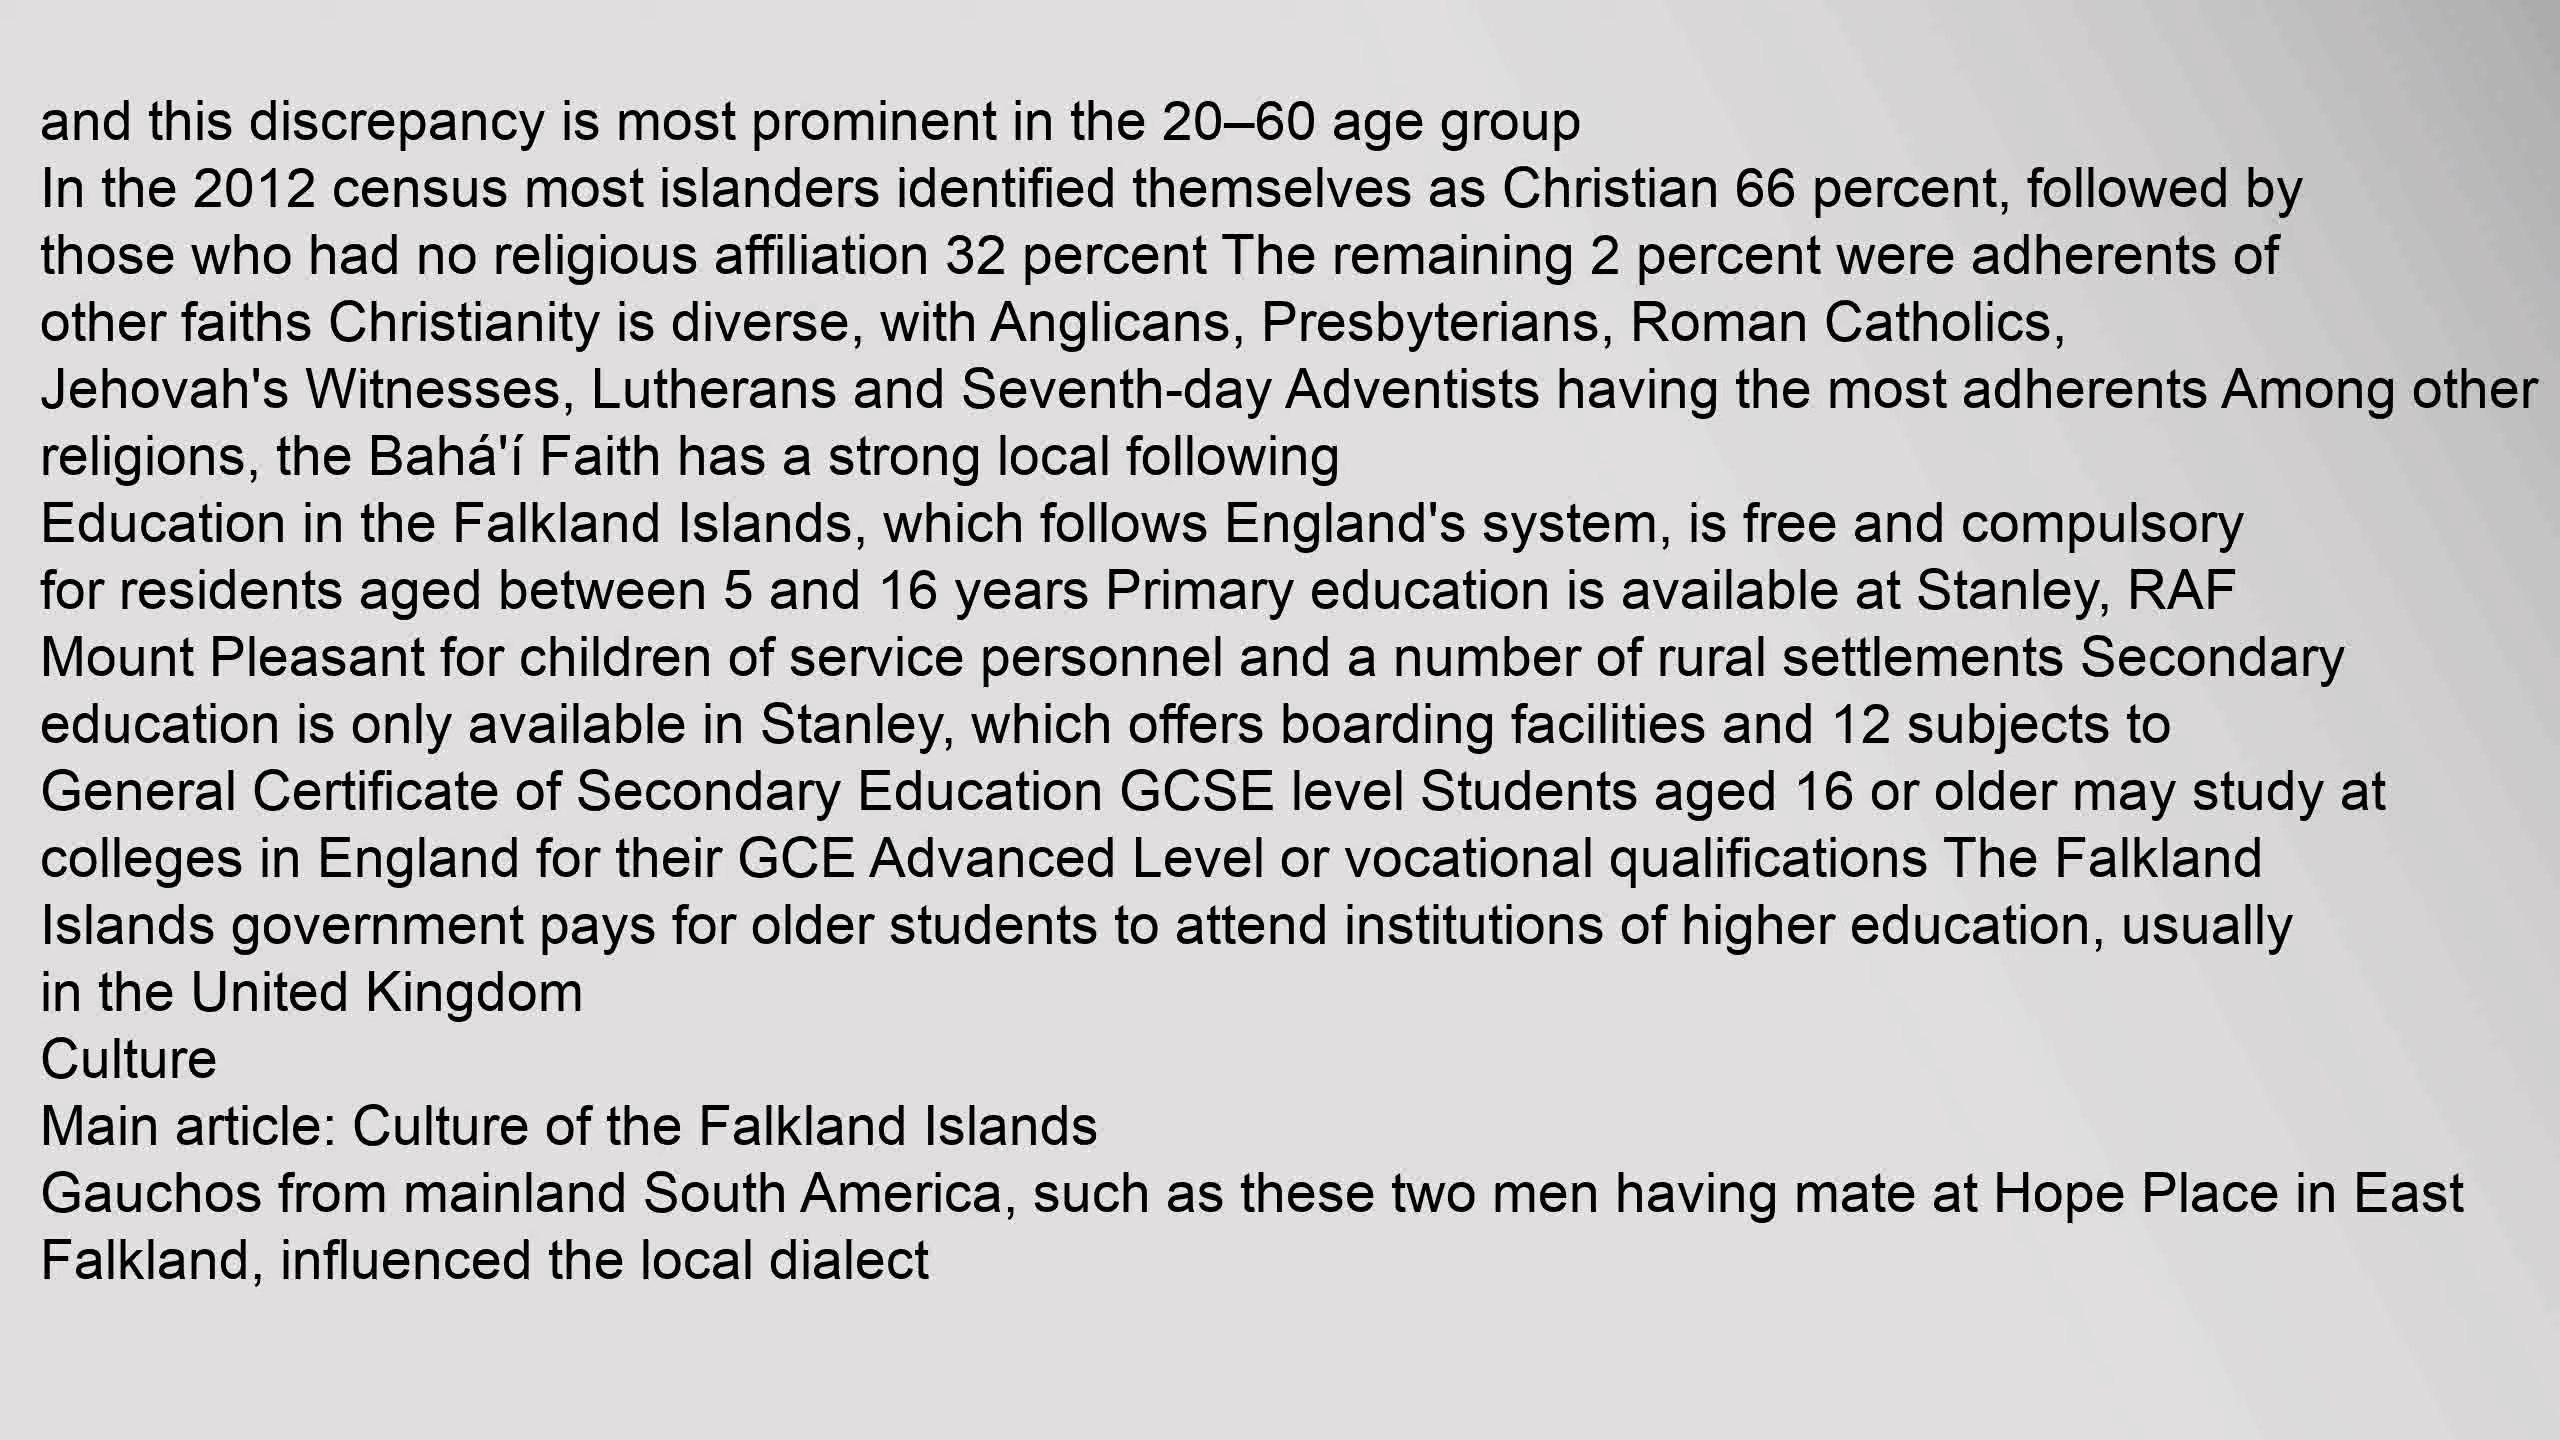 and this discrepancy is most prominent in the 20–60 age group
In the 2012 census most islanders identified themselves as Christian 66 percent, followed by
those who had no religious affiliation 32 percent The remaining 2 percent were adherents of
other faiths Christianity is diverse, with Anglicans, Presbyterians, Roman Catholics,
Jehovah's Witnesses, Lutherans and Seventh-day Adventists having the most adherents Among other
religions, the Bahá'í Faith has a strong local following
Education in the Falkland Islands, which follows England's system, is free and compulsory
for residents aged between 5 and 16 years Primary education is available at Stanley, RAF
Mount Pleasant for children of service personnel and a number of rural settlements Secondary
education is only available in Stanley, which offers boarding facilities and 12 subjects to
General Certificate of Secondary Education GCSE level Students aged 16 or older may study at
colleges in England for their GCE Advanced Level or vocational qualifications The Falkland
Islands government pays for older students to attend institutions of higher education, usually
in the United Kingdom
Culture
Main article: Culture of the Falkland Islands
Gauchos from mainland South America, such as these two men having mate at Hope Place in East
Falkland, influenced the local dialect